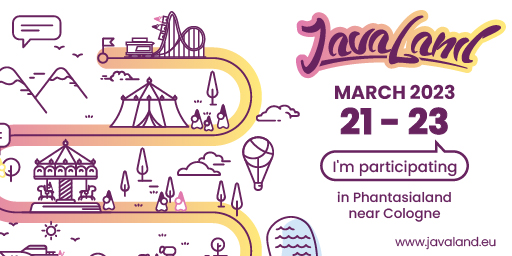 JavaLand
MARCH 2023
21 – 23
I'm participating
in Phantasialand
near Cologne
www.javaland.eu